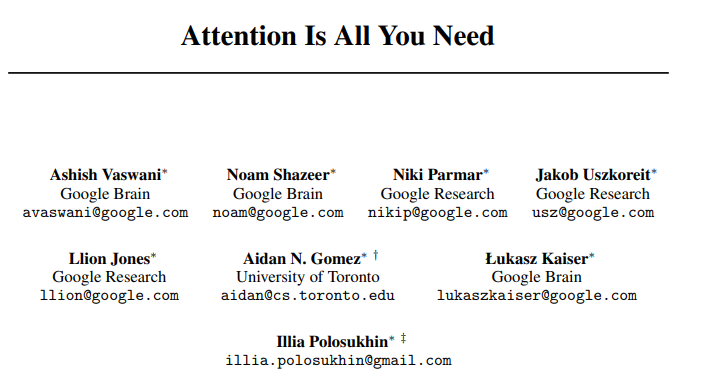 Attention Is All You Need
Ashish Vaswani* Noam Shazeer* Niki Parmar* Jakob Uszkoreit*
Google Brain Google Brain Google Research Google Research
avaswani@google.com noam@google.com nikip@google.com usz@google.com
Llion Jones* Aidan N. Gomez* † Łukasz Kaiser*
Google Research University of Toronto Google Brain
llion@google.com aidan@cs.toronto.edu lukaszkaiser@google.com
Illia Polosukhin* ‡
illia.polosukhin@gmail.com